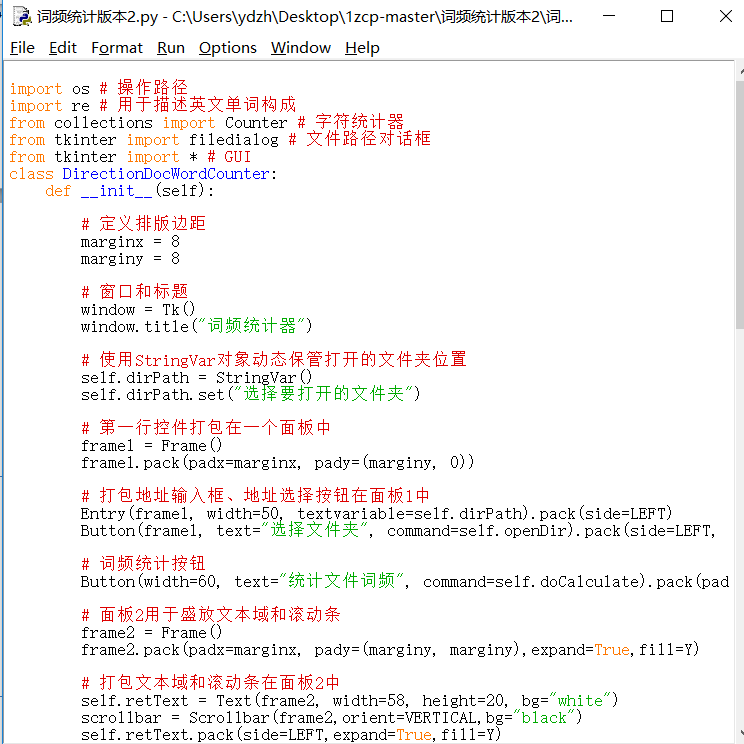 词频统计版本2.py - C:\Users\ydzh\Desktop\1zcp-master\词频统计版本2\词...
File Edit Format Run Options Window Help
import os # 操作路径
import re # 用于描述英文单词构成
from collections import Counter # 字符统计器
from tkinter import filedialog # 文件路径对话框
from tkinter import * # GUI
class DirectionDocWordCounter:
    def __init__(self):
        # 定义排版边距
        marginx = 8
        marginy = 8
        # 窗口和标题
        window = Tk()
        window.title("词频统计器")
        # 使用StringVar对象动态保管打开的文件夹位置
        self.dirPath = StringVar()
        self.dirPath.set("选择要打开的文件夹")
        # 第一行控件打包在一个面板中
        frame1 = Frame()
        frame1.pack(padx=marginx, pady=(marginy, 0))
        # 打包地址输入框、地址选择按钮在面板1中
        Entry(frame1, width=50, textvariable=self.dirPath).pack(side=LEFT)
        Button(frame1, text="选择文件夹", command=self.openDir).pack(side=LEFT,
        # 词频统计按钮
        Button(width=60, text="统计文件词频", command=self.doCalculate).pack(pad
        # 面板2用于盛放文本域和滚动条
        frame2 = Frame()
        frame2.pack(padx=marginx, pady=(marginy, marginy),expand=True,fill=Y)
        # 打包文本域和滚动条在面板2中
        self.retText = Text(frame2, width=58, height=20, bg="white")
        scrollbar = Scrollbar(frame2,orient=VERTICAL,bg="black")
        self.retText.pack(side=LEFT,expand=True,fill=Y)